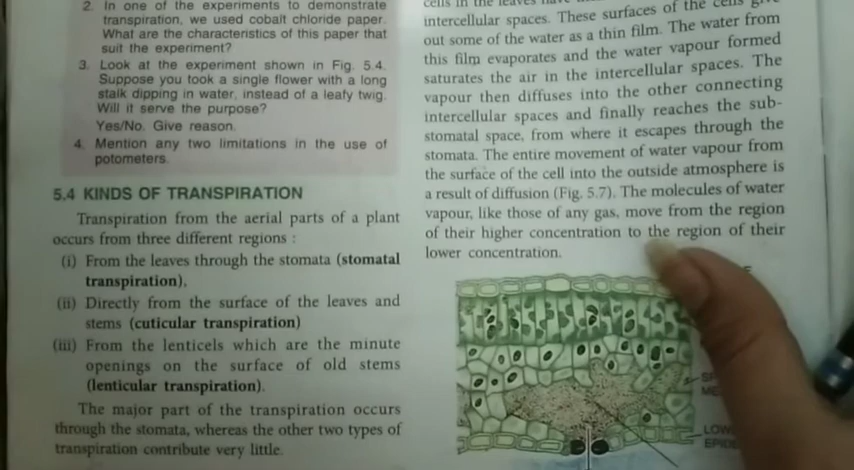 2. In one of the experiments to demonstrate
transpiration, we used cobalt chloride paper.
What are the characteristics of this paper that
suit the experiment?
3. Look at the experiment shown in Fig. 5.4.
Suppose you took a single flower with a long
stalk dipping in water, instead of a leafy twig.
Will it serve the purpose?
Yes/No. Give reason.
4. Mention any two limitations in the use of
potometers.
5.4 KINDS OF TRANSPIRATION
Transpiration from the aerial parts of a plant
occurs from three different regions :
(i) From the leaves through the stomata (stomatal
transpiration),
(ii) Directly from the surface of the leaves and
stems (cuticular transpiration)
(iii) From the lenticels which are the minute
openings on the surface of old stems
(lenticular transpiration).
The major part of the transpiration occurs
through the stomata, whereas the other two types of
transpiration contribute very little.
cells in the leaves have
intercellular spaces. These surfaces of the cells give
out some of the water as a thin film. The water from
this film evaporates and the water vapour formed
saturates the air in the intercellular spaces. The
vapour then diffuses into the other connecting
intercellular spaces and finally reaches the sub-
stomatal space, from where it escapes through the
stomata. The entire movement of water vapour from
the surface of the cell into the outside atmosphere is
a result of diffusion (Fig. 5.7). The molecules of water
vapour, like those of any gas, move from the region
of their higher concentration to the region of their
lower concentration.